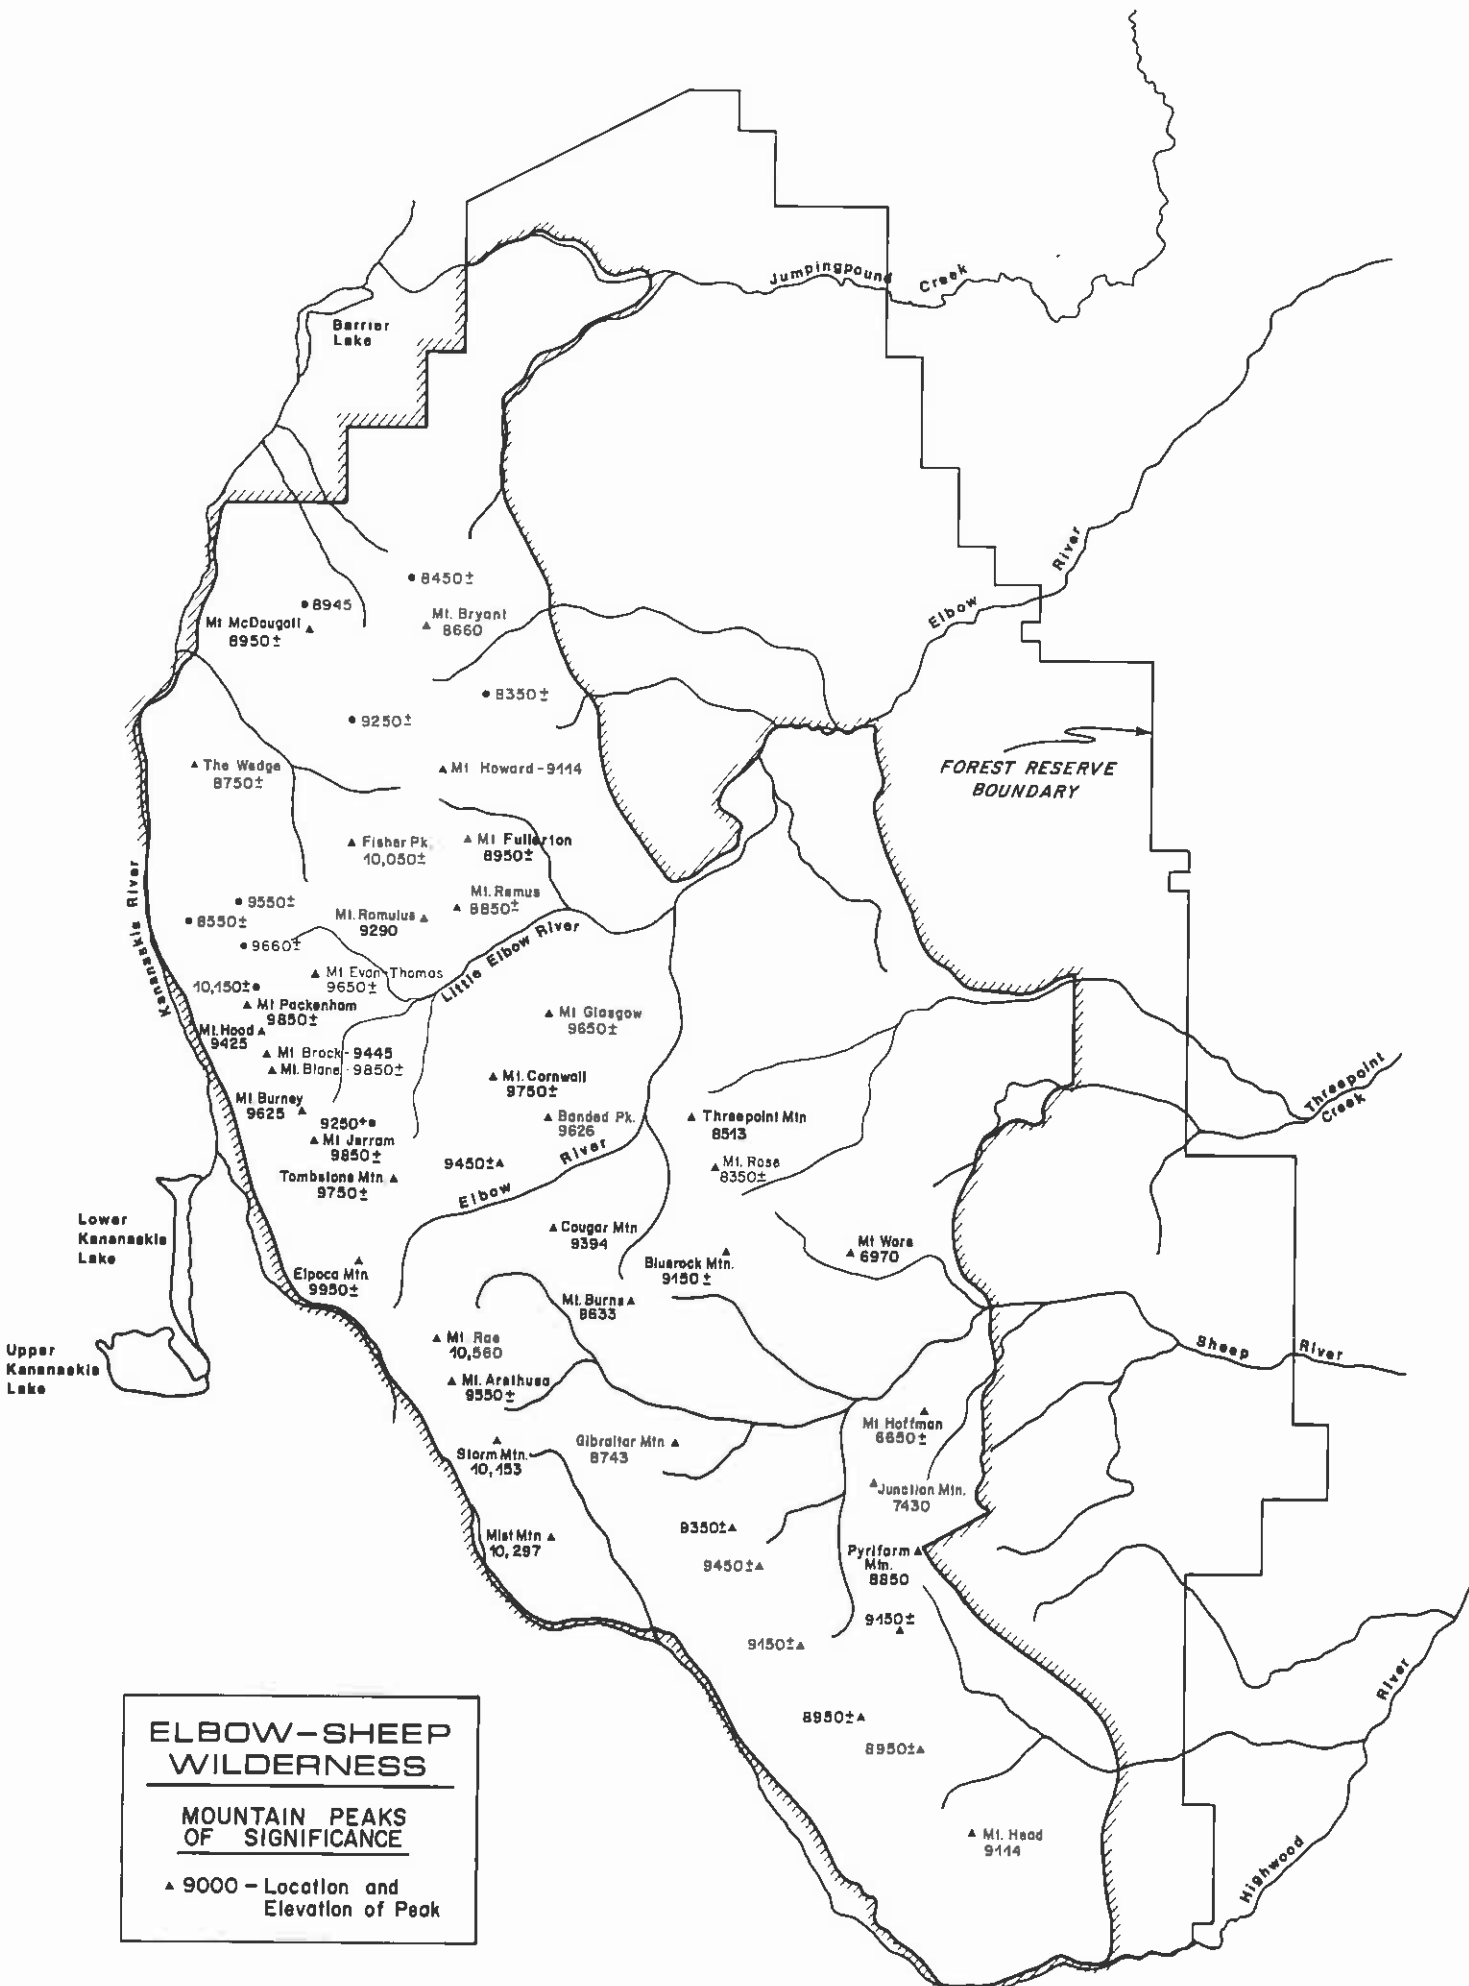 Jumpingpound Creek
Barrier
Lake
River
Elbow
8450±
8945
Mt McDougall
8950±
Mt. Bryant
8660
8350±
9250±
The Wedge
8750±
Mt Howard-9114
FOREST RESERVE
BOUNDARY
Fisher Pk.
10,050±
Mt Fullerton
8950±
Kananaskis River
9550±
8550±
Mt. Remus
8850±
Mt. Romulus
9290
9660±
Little Elbow River
Mt Evan-Thomas
9650±
10,150±
Mt Packenham
9850±
Mt Glasgow
9650±
Mt. Hood
9425
Mt Brock-9445
Mt. Blane-9850±
Mt. Cornwall
9750±
Threepoint
Creek
Mt Burney
9625
9250±
Banded Pk.
9626
Threepoint Mtn
8513
Mt Jerram
9850±
River
9450±
Mt. Rose
8350±
Tombstone Mtn
9750±
Elbow
Lower
Kananaskis
Lake
Cougar Mtn
9394
Mt Ware
6970
Bluerock Mtn.
9150±
Elpoca Mtn
9950±
Mt. Burns
9633
Upper
Kananaskis
Lake
Mt Rae
10,560
Sheep River
Mt. Arethusa
9550±
Mt Hoffman
6650±
Storm Mtn.
10,153
Gibraltar Mtn
8743
Junction Mtn.
7430
Mist Mtn
10,297
9350±
9450±
Pyriform
Mtn.
8850
9150±
9150±
River
8950±
8950±
ELBOW-SHEEP
WILDERNESS
MOUNTAIN PEAKS
OF SIGNIFICANCE
9000 - Location and
Elevation of Peak
Mt. Head
9114
Highwood